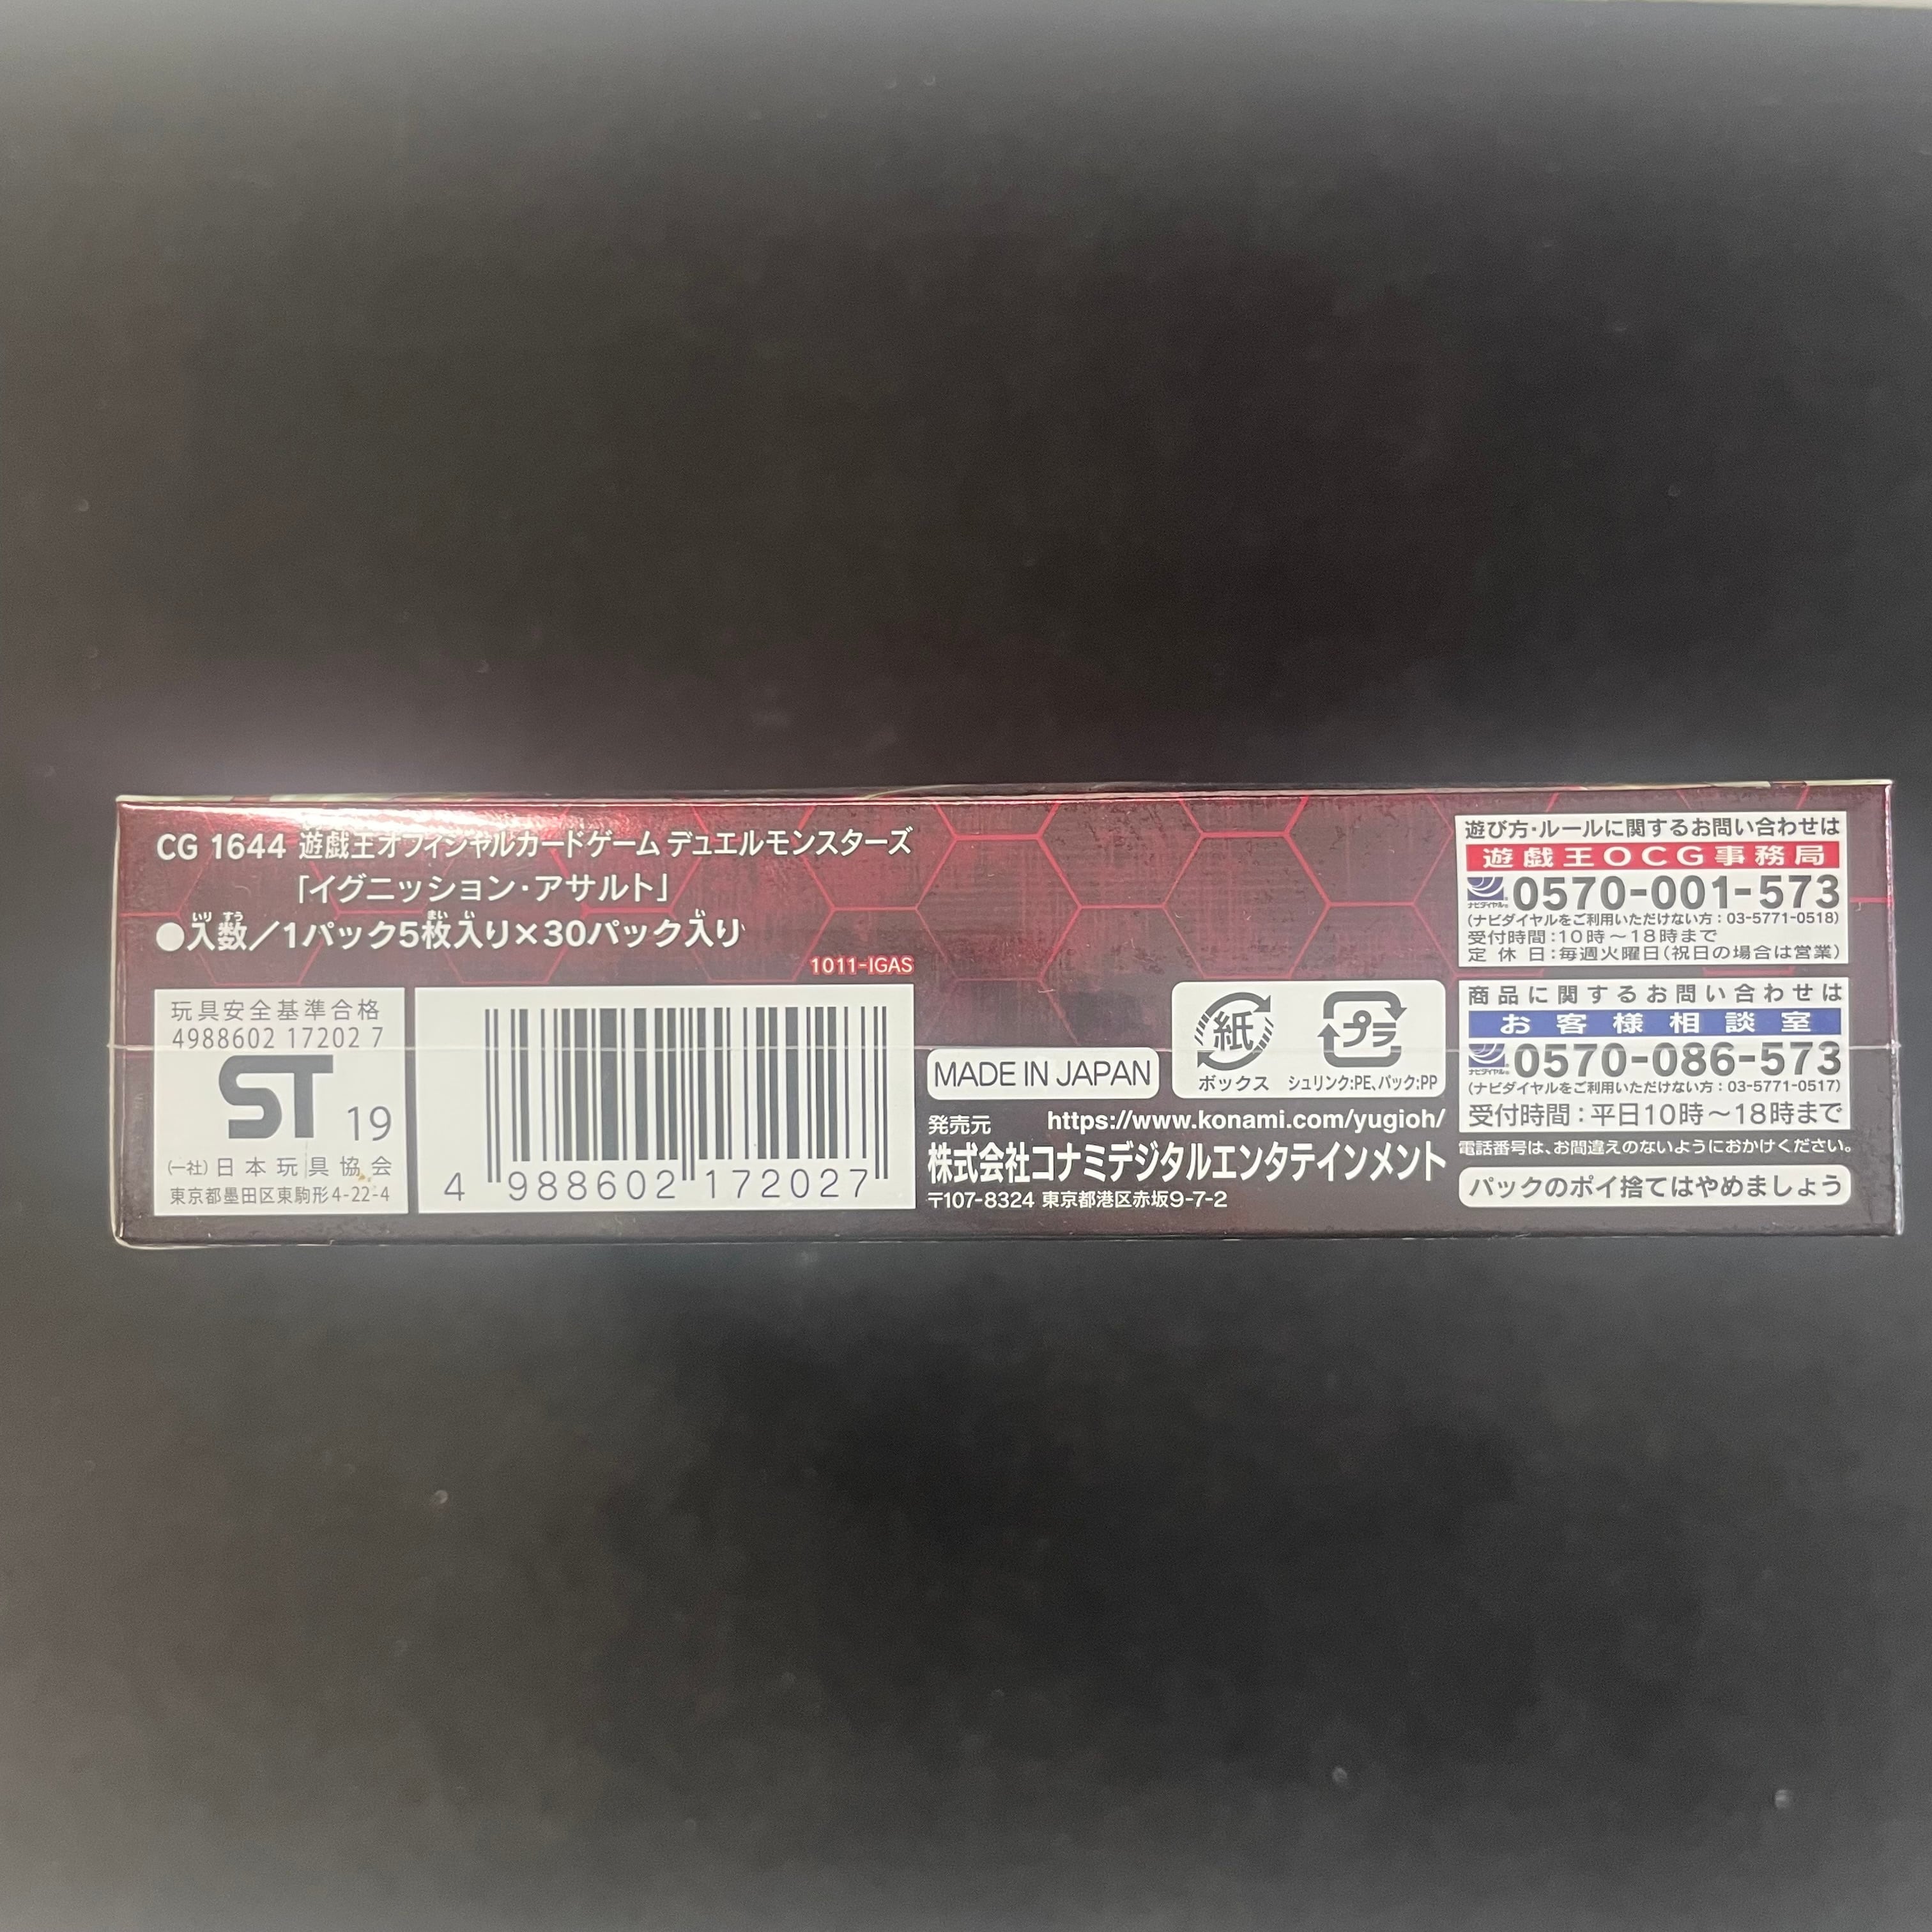 CG 1644 遊戯王オフィシャルカードゲーム デュエルモンスターズ
「イグニッション・アサルト」
●入数／1パック5枚入り×30パック入り
1011-IGAS
玩具安全基準合格
4988602 17202 7
ST 19
(一社)日本玩具協会
東京都墨田区東駒形4-22-4
4 988602 172027
MADE IN JAPAN
紙
ボックス
プラ
シュリンク:PE、パック:PP
発売元 https://www.konami.com/yugioh/
株式会社コナミデジタルエンタテインメント
〒107-8324 東京都港区赤坂9-7-2
遊び方・ルールに関するお問い合わせは
遊戯王OCG事務局
ナビダイヤル 0570-001-573
(ナビダイヤルをご利用いただけない方：03-5771-0518)
受付時間：10時～18時まで
定休日：毎週火曜日(祝日の場合は営業)
商品に関するお問い合わせは
お客様相談室
ナビダイヤル 0570-086-573
(ナビダイヤルをご利用いただけない方：03-5771-0517)
受付時間：平日10時～18時まで
電話番号は、お間違えのないようにおかけください。
パックのポイ捨てはやめましょう